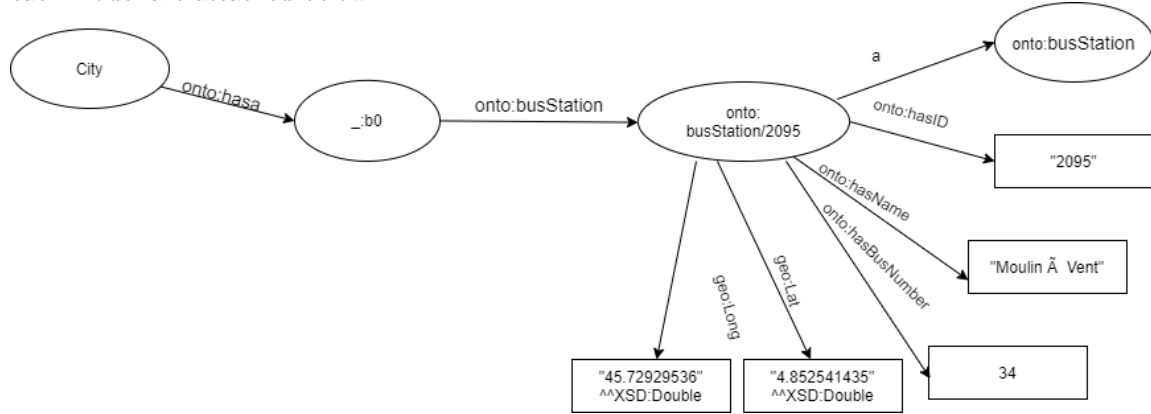 City
onto:hasa
_:b0
onto:busStation
onto:
busStation/2095
a
onto:busStation
onto:hasID
"2095"
onto:hasName
"Moulin Ã  Vent"
onto:hasBusNumber
34
geo:Lat
geo:Long
"45.72929536"
^^XSD:Double
"4.852541435"
^^XSD:Double